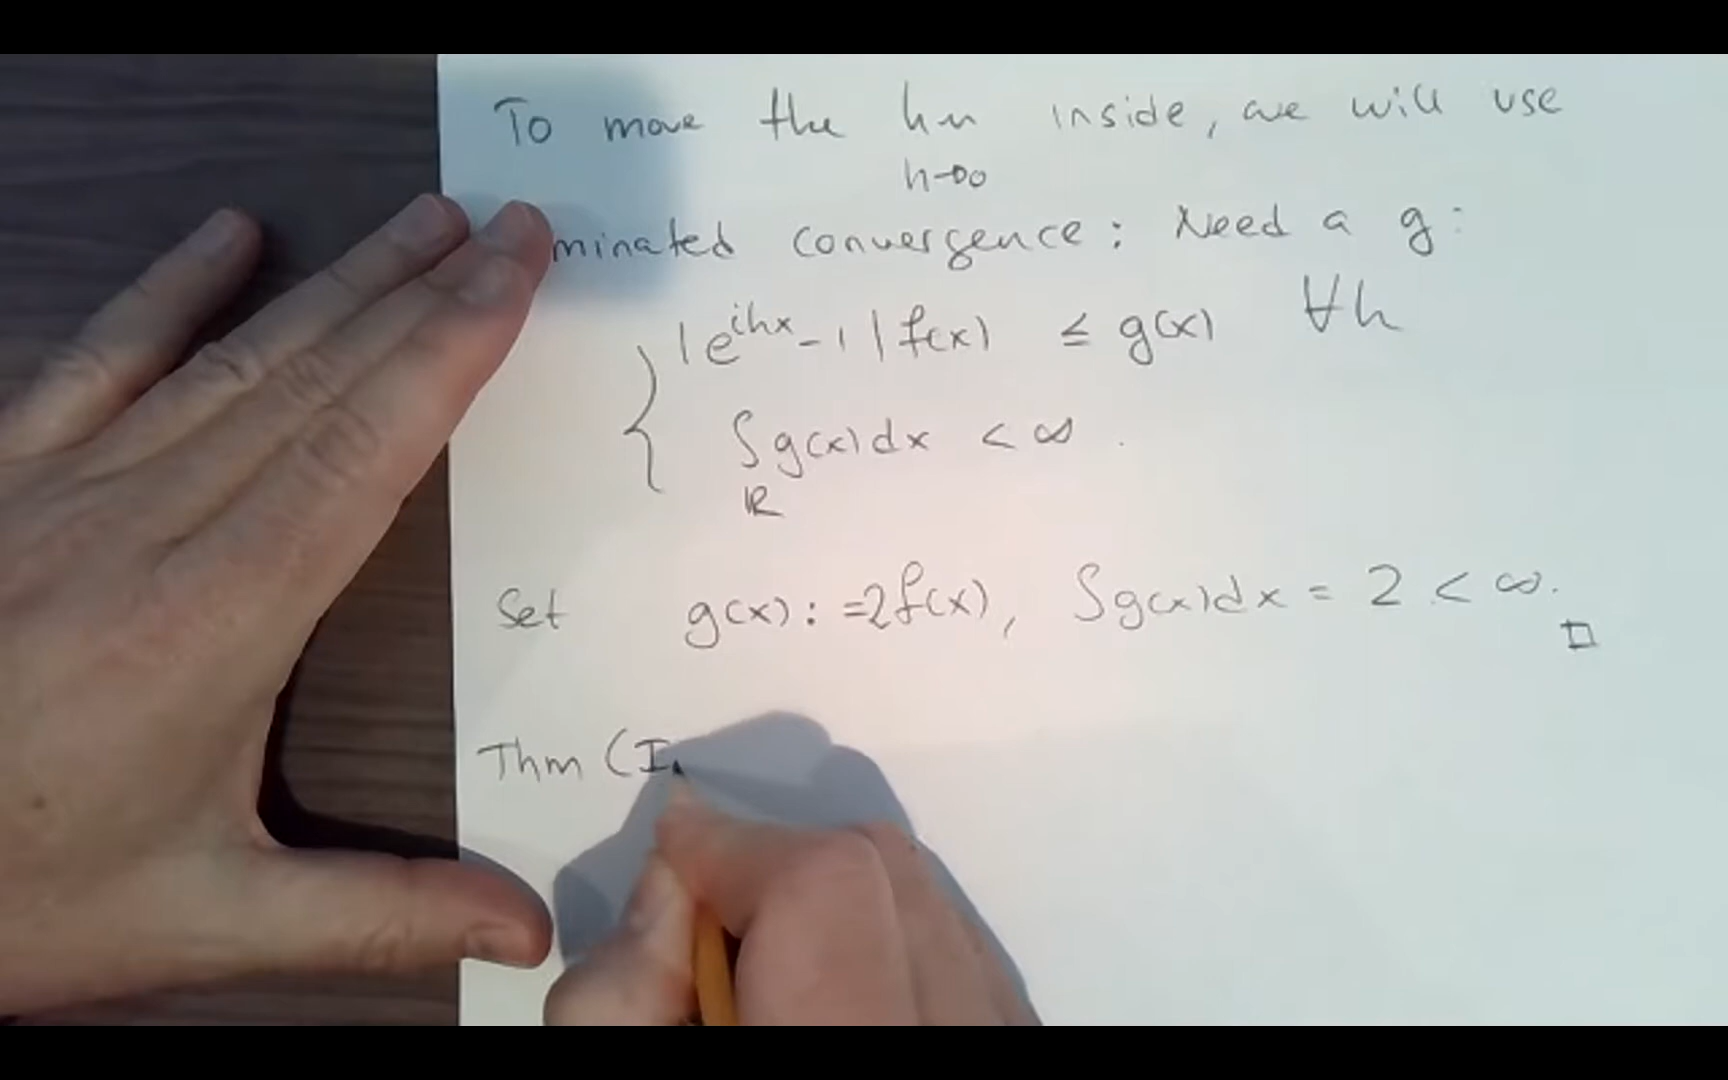 To move the lim inside, we will use
h→0
minated convergence: Need a g:
|e^{ihx}-1| f(x) ≤ g(x) ∀h
∫g(x)dx < ∞.
ℝ
Set g(x):=2f(x), ∫g(x)dx = 2 < ∞.
□
Thm (I